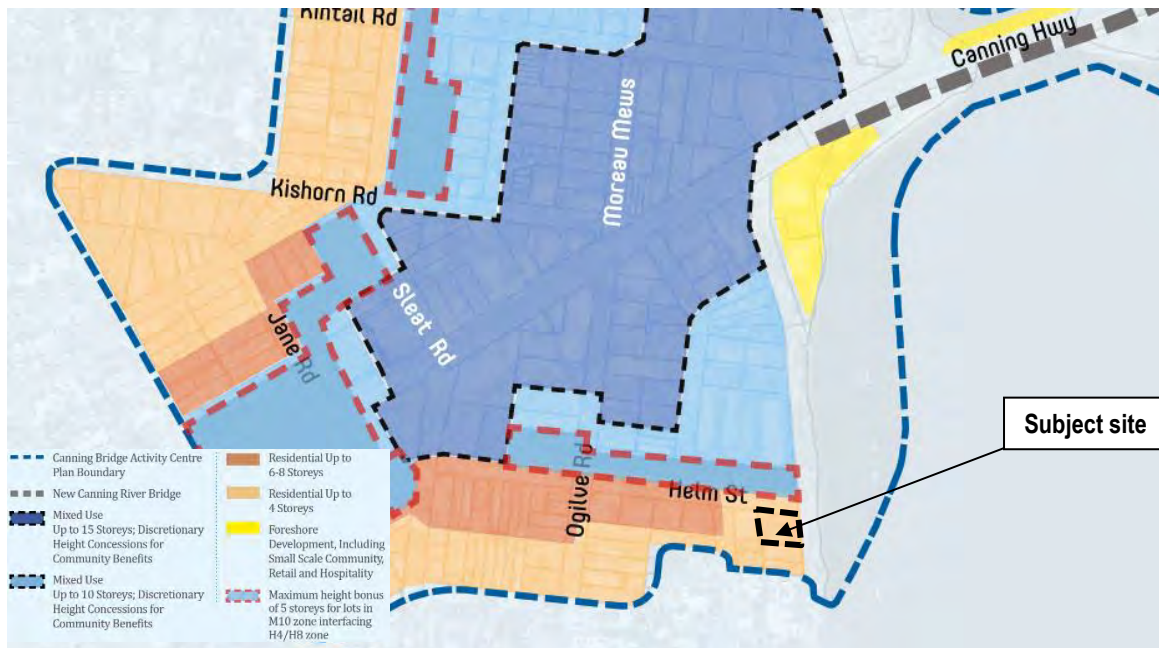 Kintail Rd
Canning Hwy
Moreau Mews
Kishorn Rd
Sleat Rd
Jane Rd
Subject site
Ogilve Rd
Helm St
Canning Bridge Activity Centre
Plan Boundary
New Canning River Bridge
Mixed Use
Up to 15 Storeys; Discretionary
Height Concessions for
Community Benefits
Mixed Use
Up to 10 Storeys; Discretionary
Height Concessions for
Community Benefits
Residential Up to
6-8 Storeys
Residential Up to
4 Storeys
Foreshore
Development, Including
Small Scale Community,
Retail and Hospitality
Maximum height bonus
of 5 storeys for lots in
M10 zone interfacing
H4/H8 zone